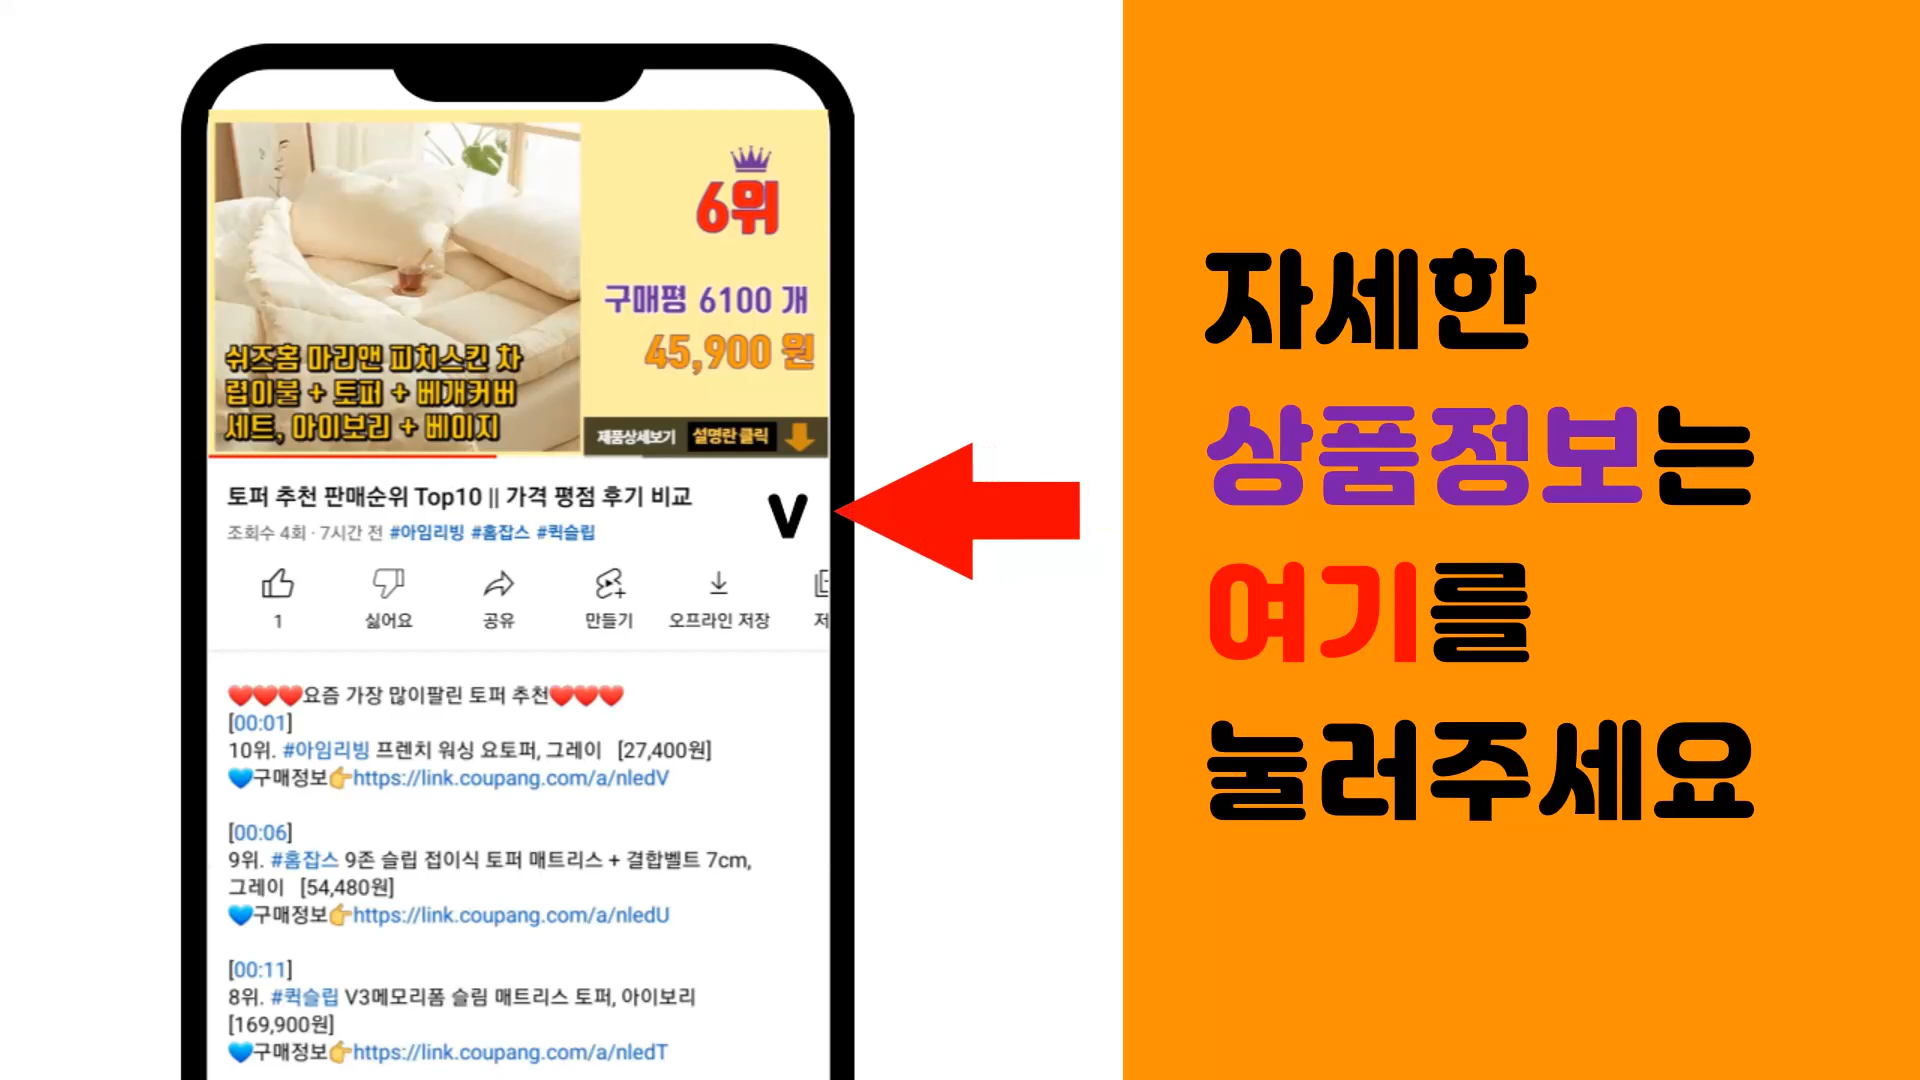 6위
구매평 6100 개
45,900 원
쉬즈홈 마리앤 피치스킨 차
렵이불 + 토퍼 + 베개커버
세트, 아이보리 + 베이지
제품상세보기 설명란 클릭
토퍼 추천 판매순위 Top10 || 가격 평점 후기 비교
조회수 4회 · 7시간 전 #아임리빙 #홈잡스 #퀵슬립
V
1 싫어요 공유 만들기 오프라인 저장 저
❤️❤️❤️요즘 가장 많이팔린 토퍼 추천❤️❤️❤️
[00:01]
10위. #아임리빙 프렌치 워싱 요토퍼, 그레이 [27,400원]
💙구매정보👉https://link.coupang.com/a/nledV
[00:06]
9위. #홈잡스 9존 슬립 접이식 토퍼 매트리스 + 결합벨트 7cm,
그레이 [54,480원]
💙구매정보👉https://link.coupang.com/a/nledU
[00:11]
8위. #퀵슬립 V3메모리폼 슬림 매트리스 토퍼, 아이보리
[169,900원]
💙구매정보👉https://link.coupang.com/a/nledT
자세한
상품정보는
여기를
눌러주세요